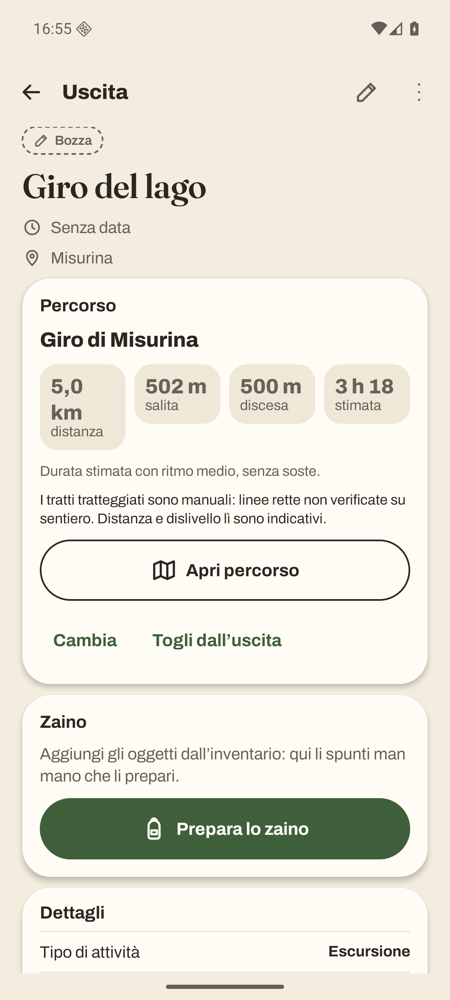 16:55
Uscita
Bozza
Giro del lago
Senza data
Misurina
Percorso
Giro di Misurina
5,0 km
distanza
502 m
salita
500 m
discesa
3 h 18
stimata
Durata stimata con ritmo medio, senza soste.
I tratti tratteggiati sono manuali: linee rette non verificate su
sentiero. Distanza e dislivello lì sono indicativi.
Apri percorso
Cambia
Togli dall’uscita
Zaino
Aggiungi gli oggetti dall’inventario: qui li spunti man
mano che li prepari.
Prepara lo zaino
Dettagli
Tipo di attività
Escursione